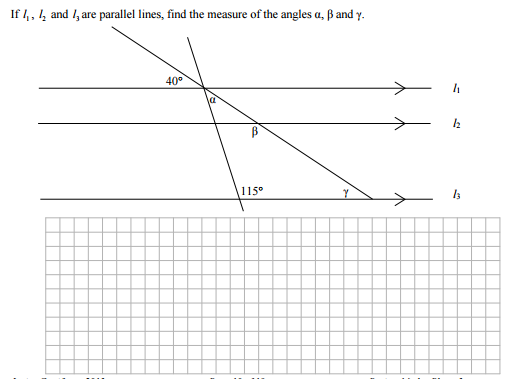 If l₁, l₂ and l₃ are parallel lines, find the measure of the angles α, β and γ.
40°
l₁
α
l₂
β
115°
γ
l₃